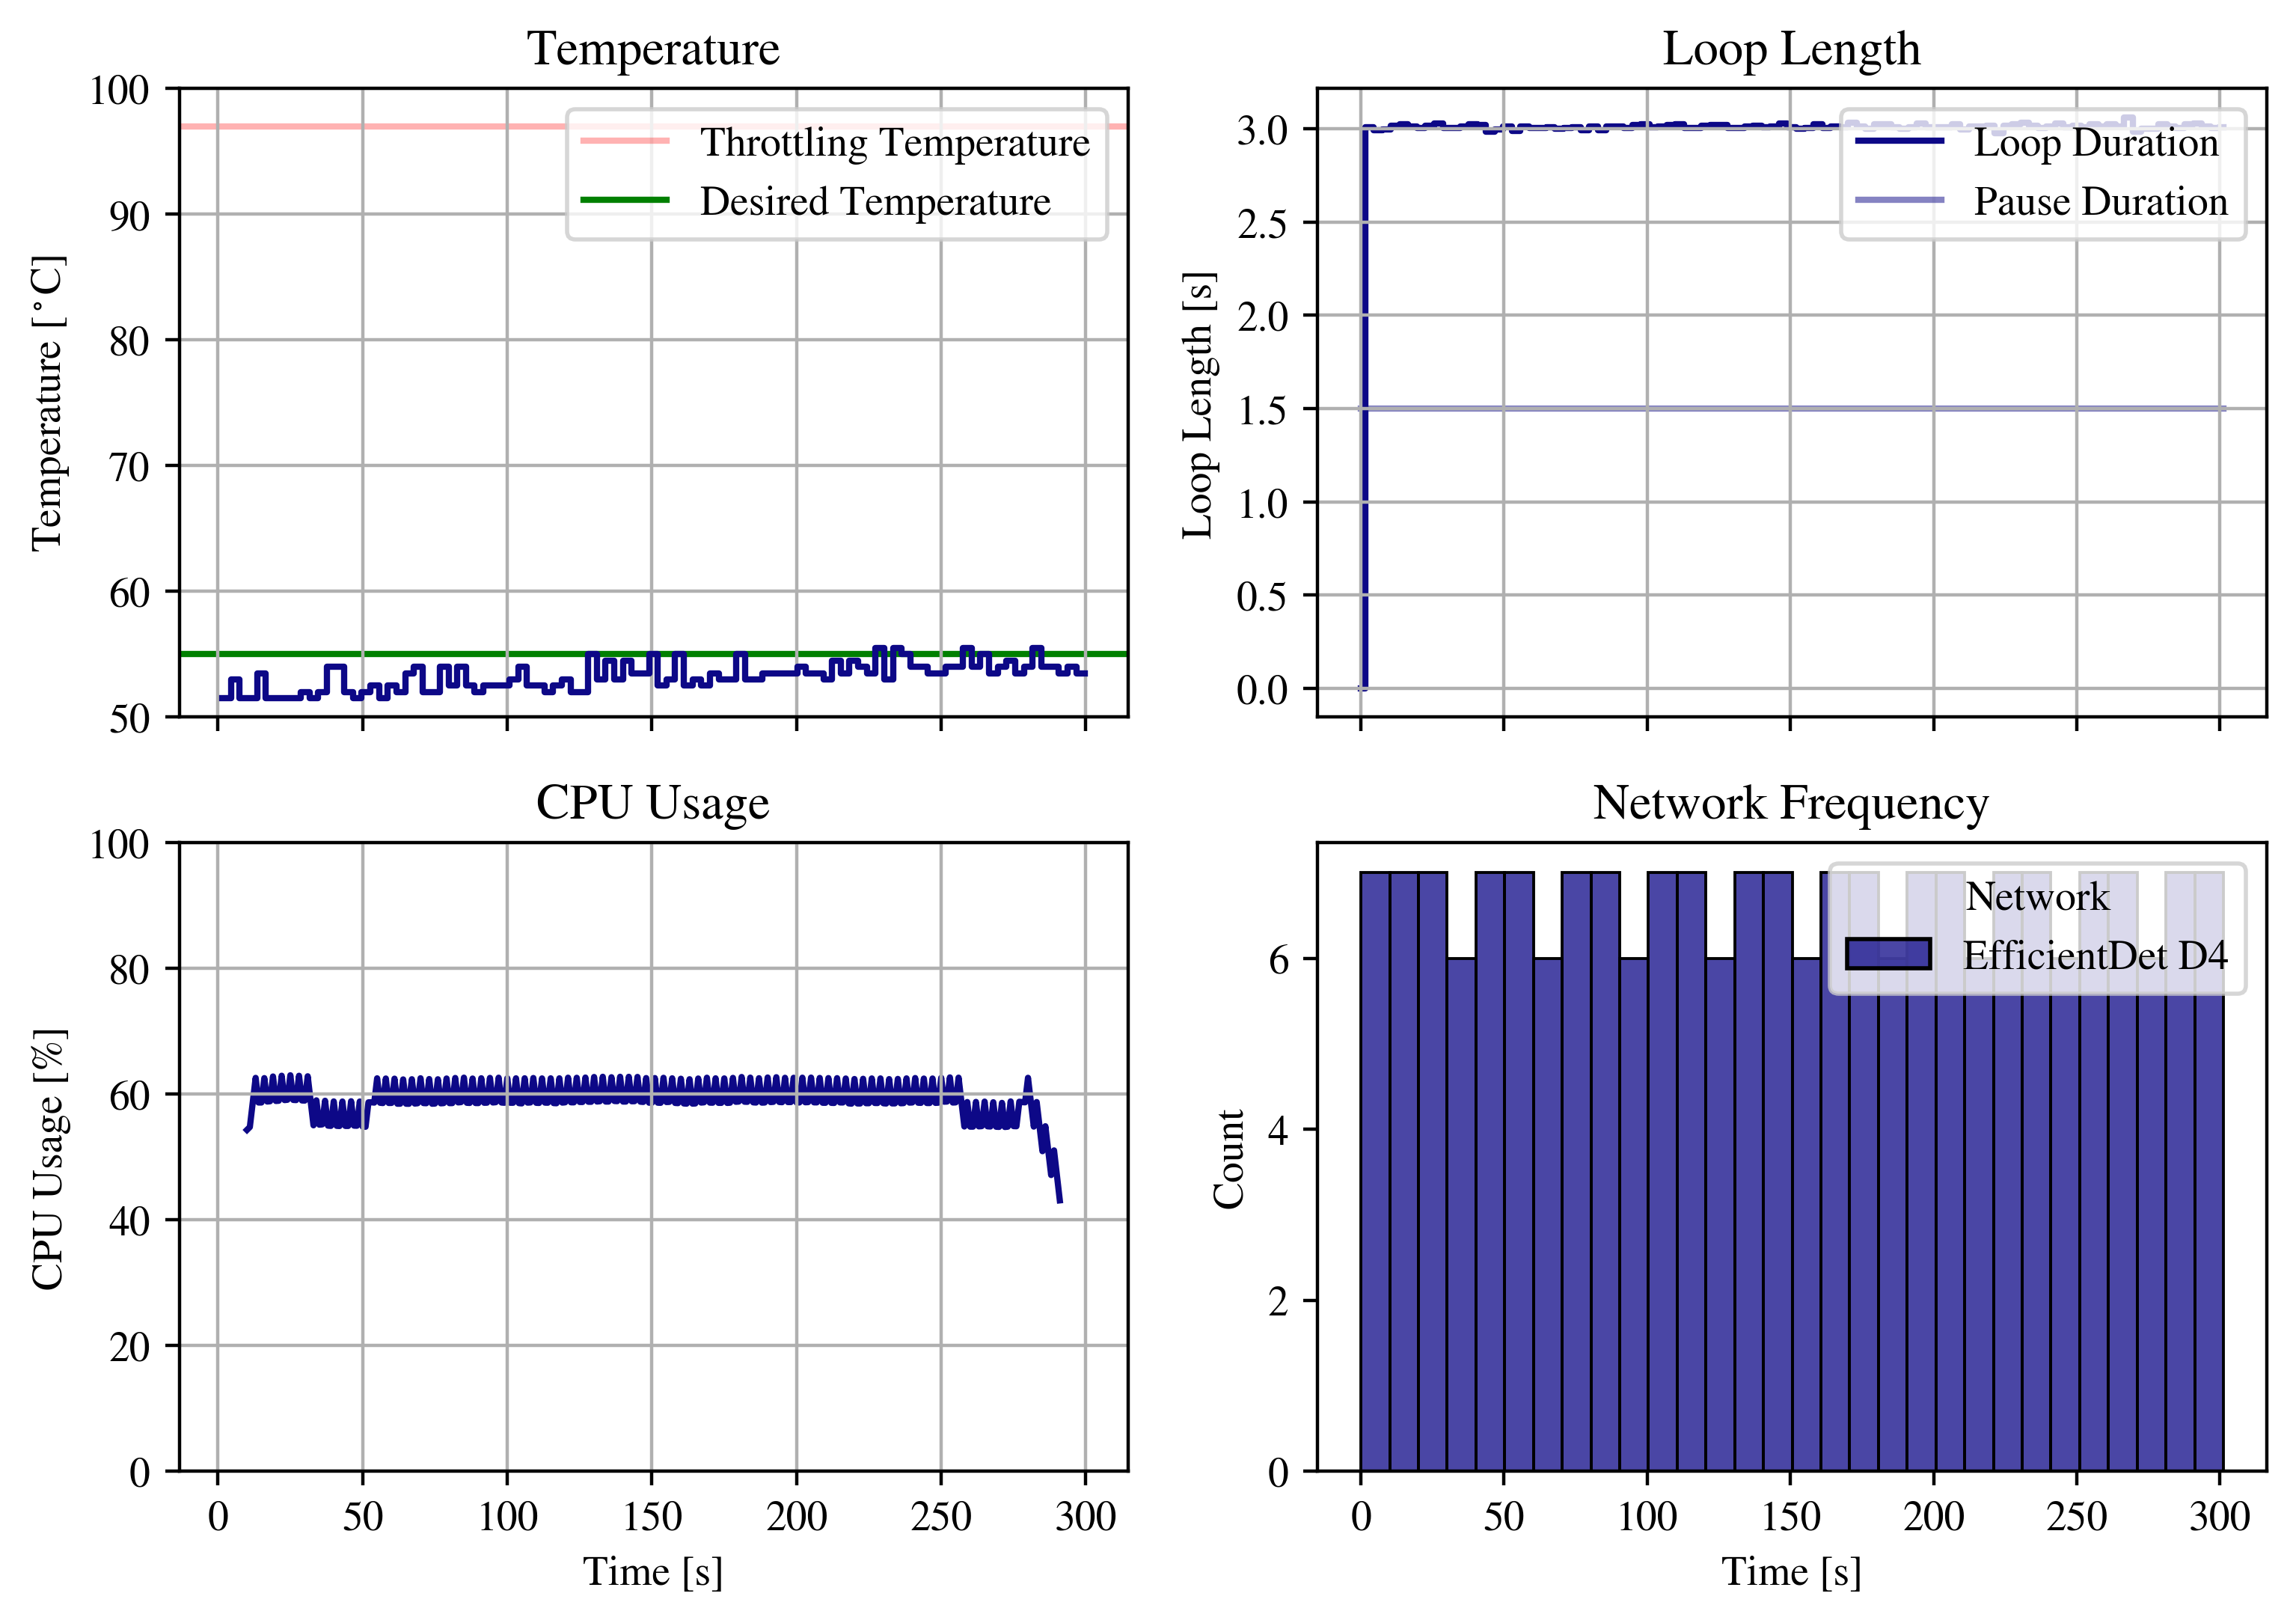 Temperature
100
90
80
70
60
50
Temperature [°C]
Throttling Temperature
Desired Temperature
Loop Length
3.0
2.5
2.0
1.5
1.0
0.5
0.0
Loop Length [s]
Loop Duration
Pause Duration
CPU Usage
100
80
60
40
20
0
CPU Usage [%]
0 50 100 150 200 250 300
Time [s]
Network Frequency
6
4
2
0
Count
Network
EfficientDet D4
0 50 100 150 200 250 300
Time [s]